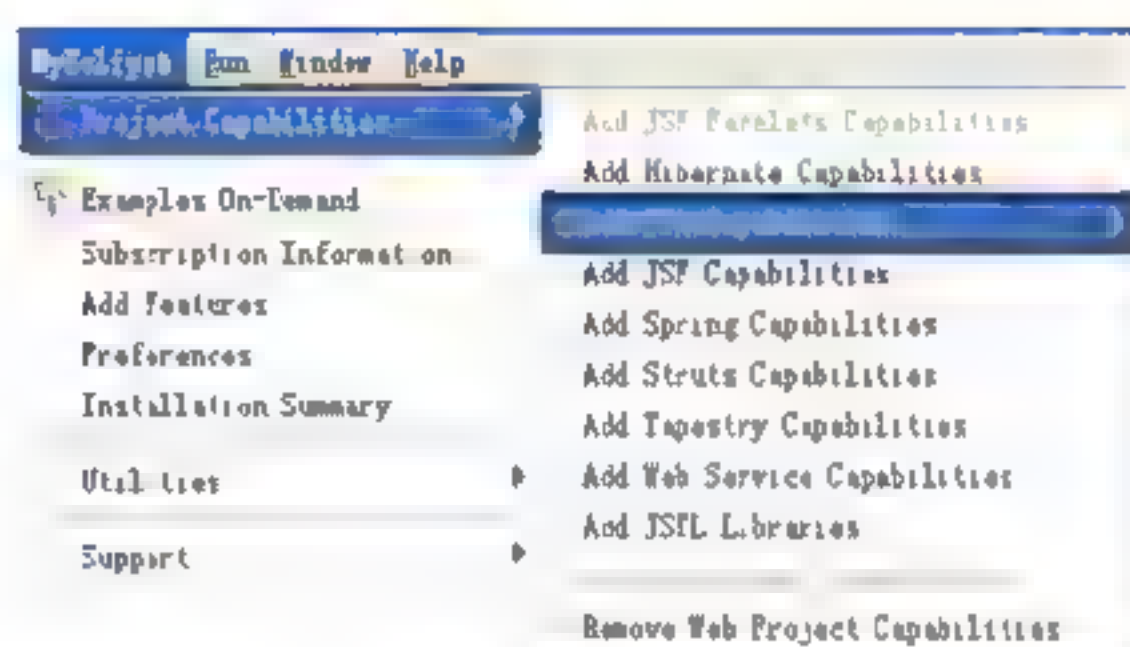 MyEclipse Run Window Help
Project Capabilities
Examples On-Demand
Subscription Information
Add Features
Preferences
Installation Summary
Utilities
Support
Add JSF Facelets Capabilities
Add Hibernate Capabilities
Add JSF Capabilities
Add Spring Capabilities
Add Struts Capabilities
Add Tapestry Capabilities
Add Web Service Capabilities
Add JSTL Libraries
Remove Web Project Capabilities